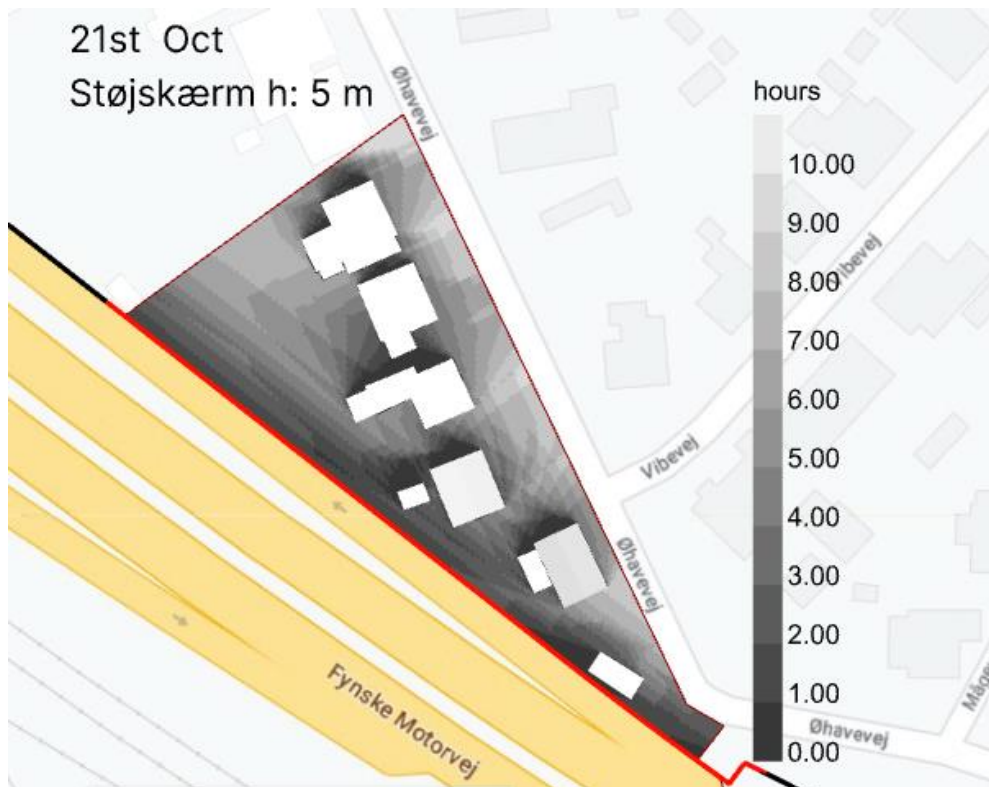 21st Oct
Støjskærm h: 5 m
Øhavevej
hours
10.00
9.00
8.00
7.00
6.00
5.00
4.00
3.00
2.00
1.00
0.00
Vibevej
Vibevej
Øhavevej
Fynske Motorvej
Øhavevej
Måge